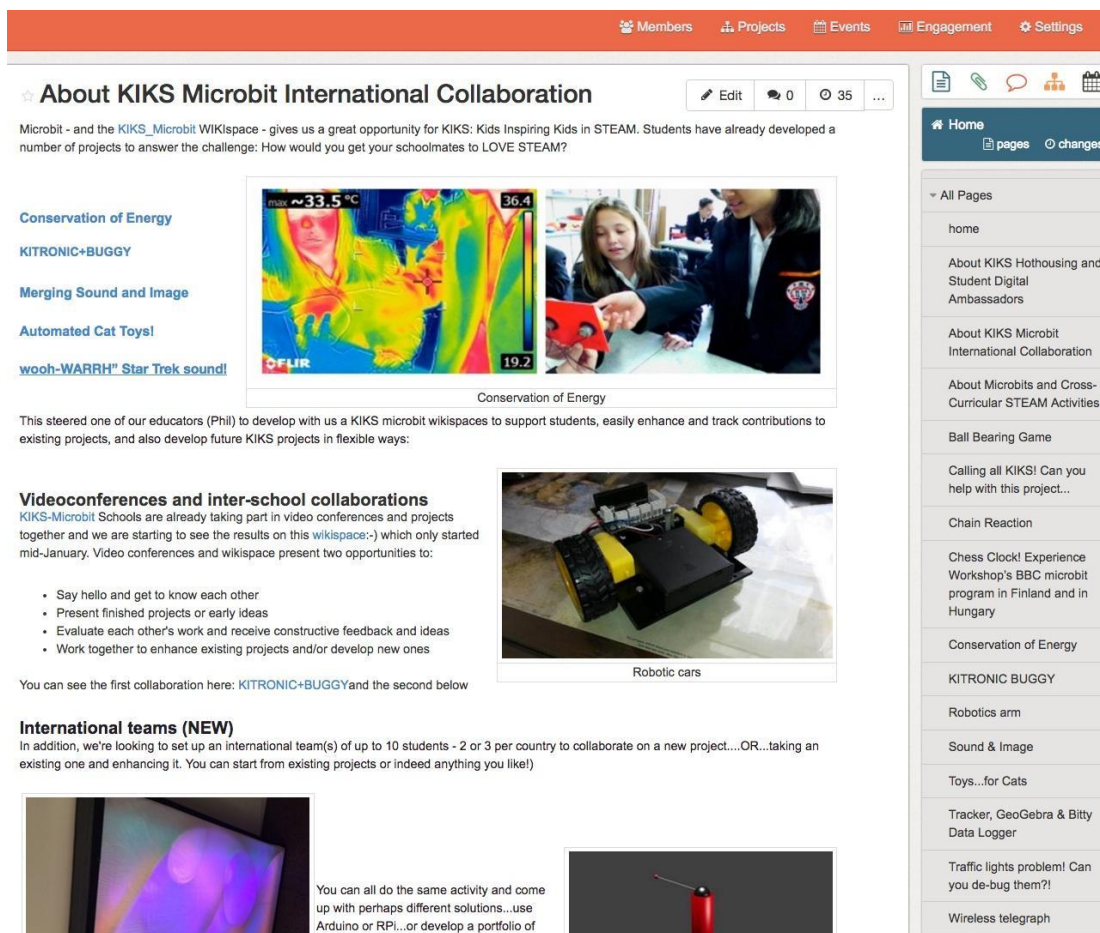 Members Projects Events Engagement Settings
About KIKS Microbit International Collaboration
Edit 0 35 ...
Microbit - and the KIKS_Microbit WIKIspace - gives us a great opportunity for KIKS: Kids Inspiring Kids in STEAM. Students have already developed a
number of projects to answer the challenge: How would you get your schoolmates to LOVE STEAM?
Conservation of Energy
KITRONIC+BUGGY
Merging Sound and Image
Automated Cat Toys!
wooh-WARRH" Star Trek sound!
max ~33.5 °C
36.4
19.2
FLIR
Conservation of Energy
This steered one of our educators (Phil) to develop with us a KIKS microbit wikispaces to support students, easily enhance and track contributions to
existing projects, and also develop future KIKS projects in flexible ways:
Videoconferences and inter-school collaborations
KIKS-Microbit Schools are already taking part in video conferences and projects
together and we are starting to see the results on this wikispace:-) which only started
mid-January. Video conferences and wikispace present two opportunities to:
• Say hello and get to know each other
• Present finished projects or early ideas
• Evaluate each other's work and receive constructive feedback and ideas
• Work together to enhance existing projects and/or develop new ones
Robotic cars
You can see the first collaboration here: KITRONIC+BUGGYand the second below
International teams (NEW)
In addition, we're looking to set up an international team(s) of up to 10 students - 2 or 3 per country to collaborate on a new project....OR...taking an
existing one and enhancing it. You can start from existing projects or indeed anything you like!)
You can all do the same activity and come
up with perhaps different solutions...use
Arduino or RPi...or develop a portfolio of
Home
pages changes
All Pages
home
About KIKS Hothousing and
Student Digital
Ambassadors
About KIKS Microbit
International Collaboration
About Microbits and Cross-
Curricular STEAM Activities
Ball Bearing Game
Calling all KIKS! Can you
help with this project...
Chain Reaction
Chess Clock! Experience
Workshop's BBC microbit
program in Finland and in
Hungary
Conservation of Energy
KITRONIC BUGGY
Robotics arm
Sound & Image
Toys...for Cats
Tracker, GeoGebra & Bitty
Data Logger
Traffic lights problem! Can
you de-bug them?!
Wireless telegraph